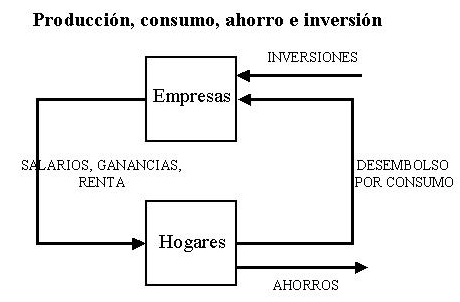 Producción, consumo, ahorro e inversión
INVERSIONES
Empresas
SALARIOS, GANANCIAS,
RENTA
DESEMBOLSO
POR CONSUMO
Hogares
AHORROS